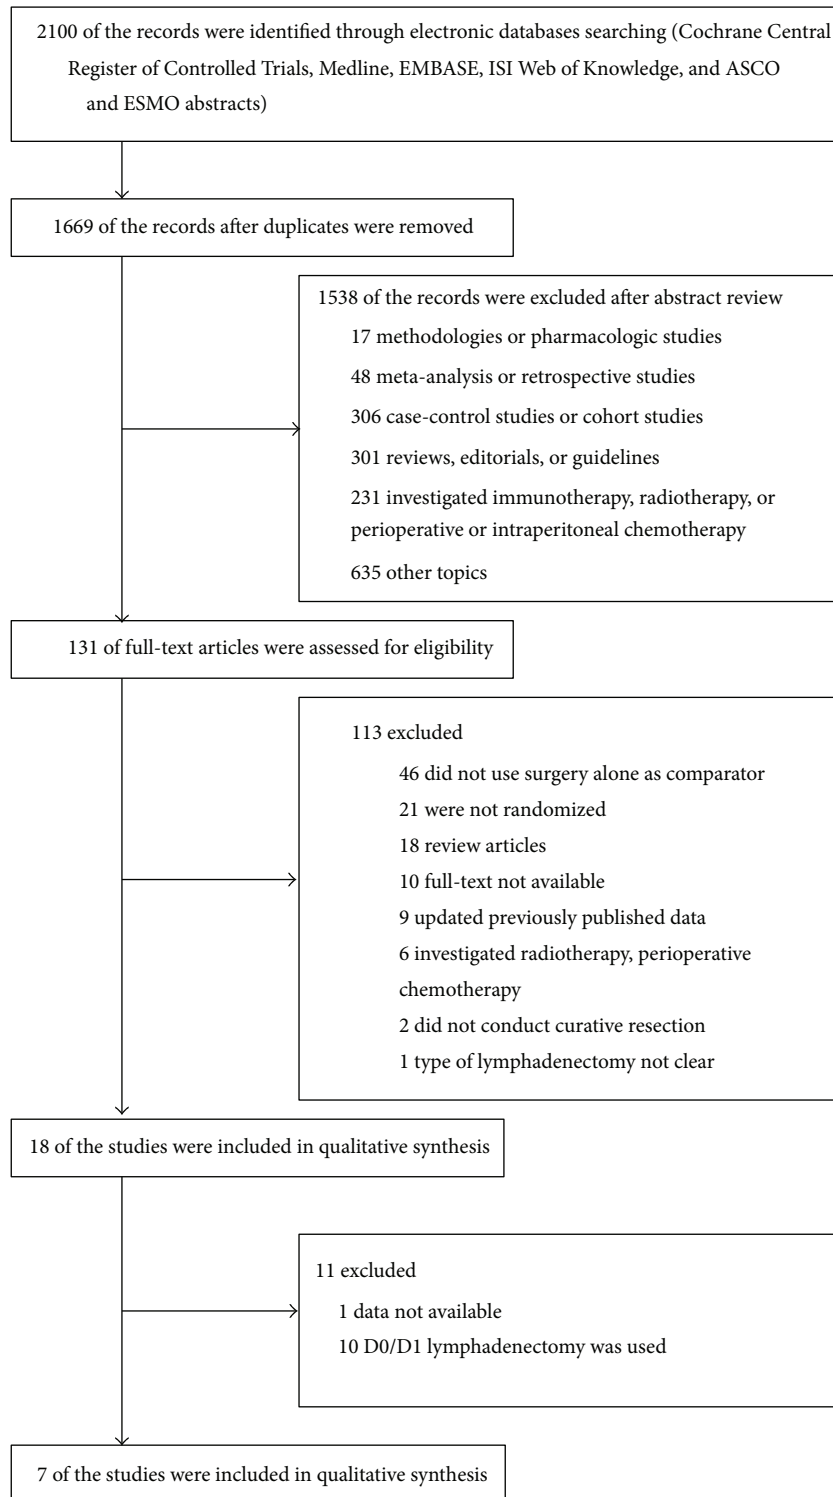 2100 of the records were identified through electronic databases searching (Cochrane Central
Register of Controlled Trials, Medline, EMBASE, ISI Web of Knowledge, and ASCO
and ESMO abstracts)
1669 of the records after duplicates were removed
1538 of the records were excluded after abstract review
17 methodologies or pharmacologic studies
48 meta-analysis or retrospective studies
306 case-control studies or cohort studies
301 reviews, editorials, or guidelines
231 investigated immunotherapy, radiotherapy, or
perioperative or intraperitoneal chemotherapy
635 other topics
131 of full-text articles were assessed for eligibility
113 excluded
46 did not use surgery alone as comparator
21 were not randomized
18 review articles
10 full-text not available
9 updated previously published data
6 investigated radiotherapy, perioperative
chemotherapy
2 did not conduct curative resection
1 type of lymphadenectomy not clear
18 of the studies were included in qualitative synthesis
11 excluded
1 data not available
10 D0/D1 lymphadenectomy was used
7 of the studies were included in qualitative synthesis